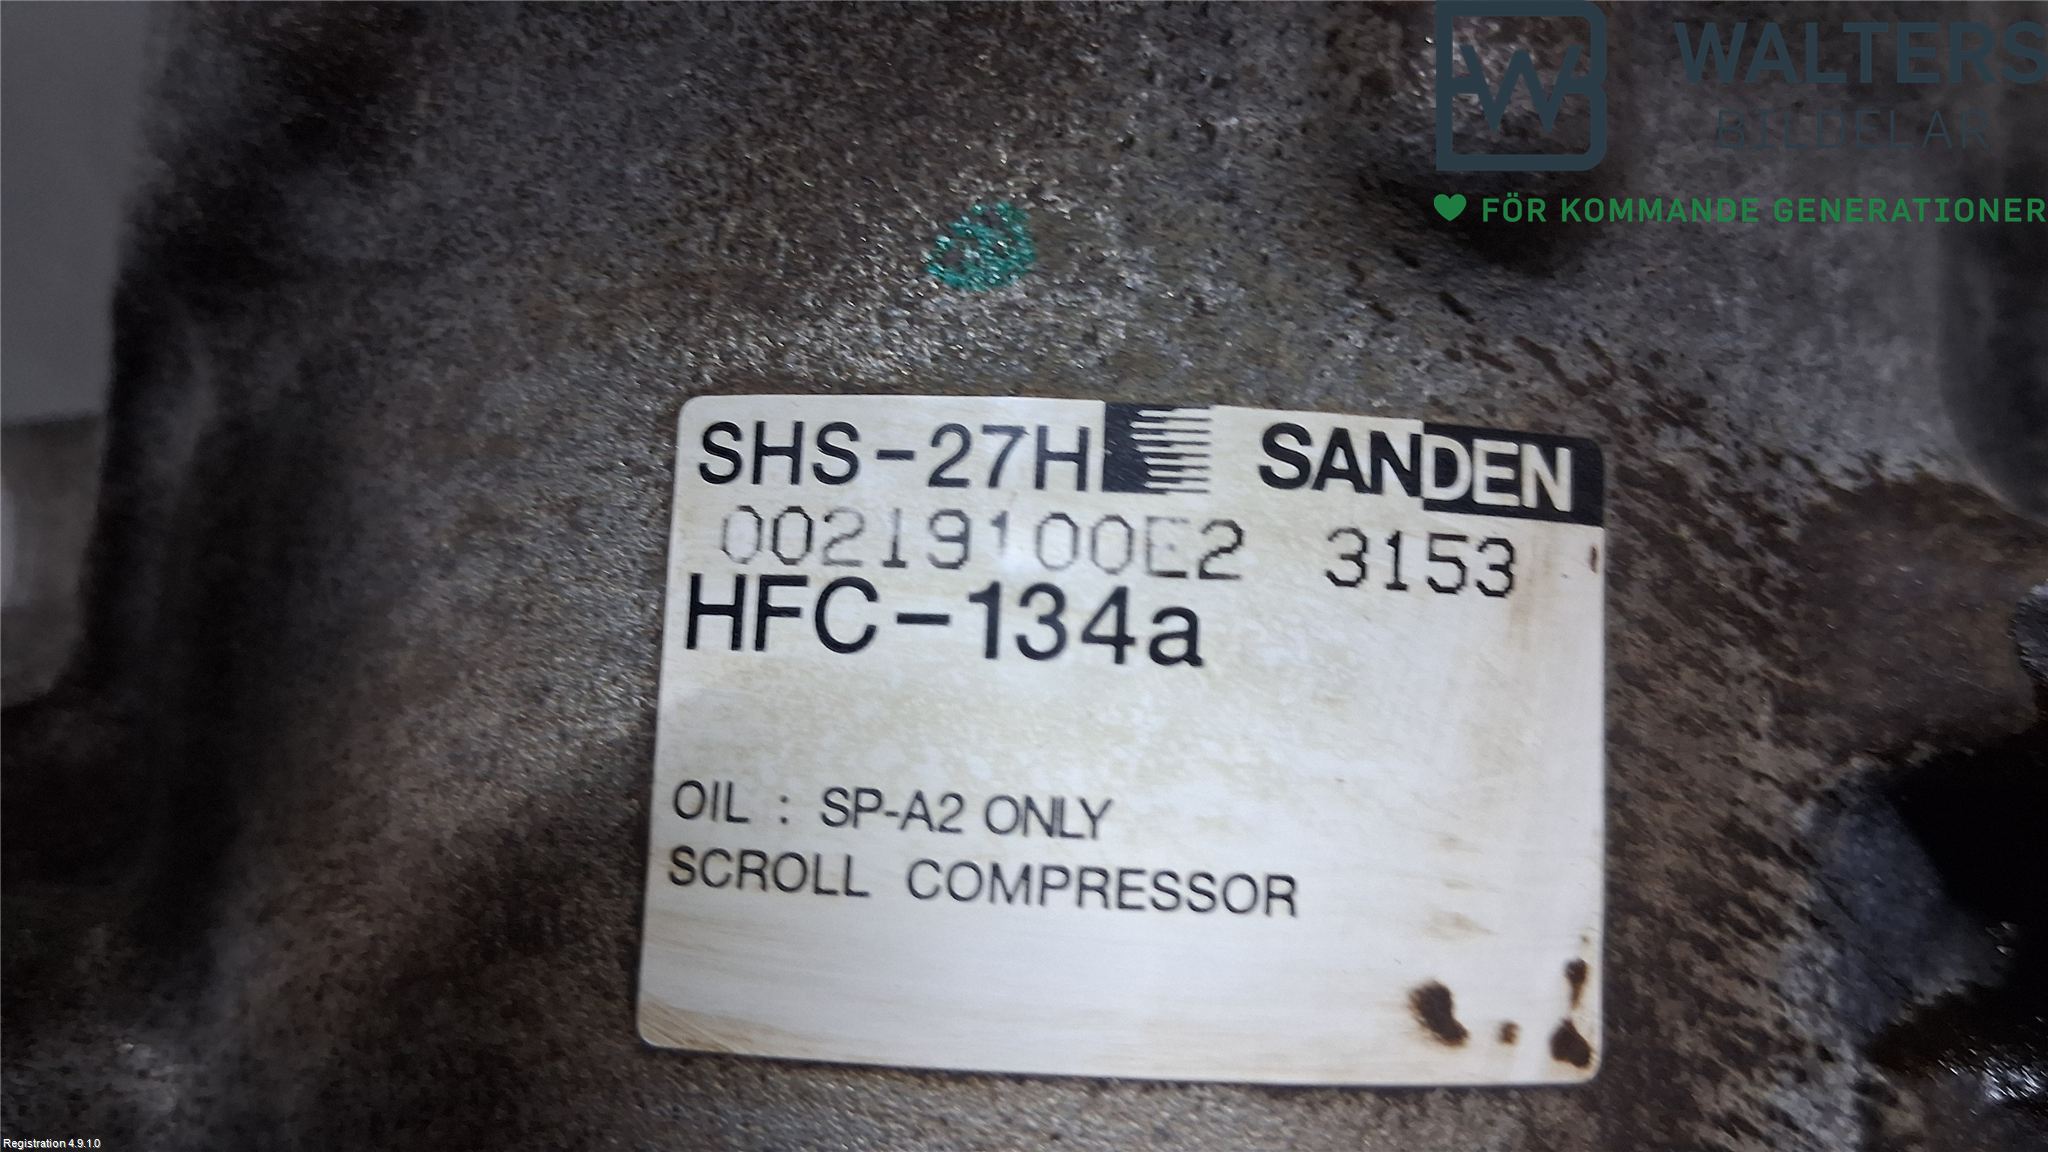 WALTERS
BILDELAR
FÖR KOMMANDE GENERATIONER
SHS-27H SANDEN
00219100E2 3153
HFC-134a
OIL : SP-A2 ONLY
SCROLL COMPRESSOR
Registration 4.9.1.0